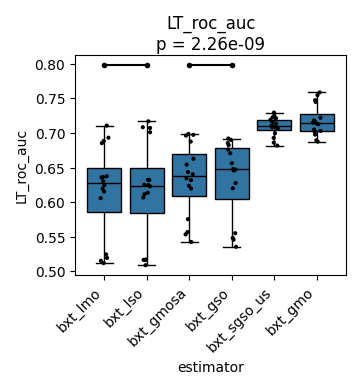 LT_roc_auc
p = 2.26e-09
0.80
0.75
0.70
0.65
0.60
0.55
0.50
LT_roc_auc
bxt_lmo
bxt_lso
bxt_gmosa
bxt_gso
bxt_sgso_us
bxt_gmo
estimator